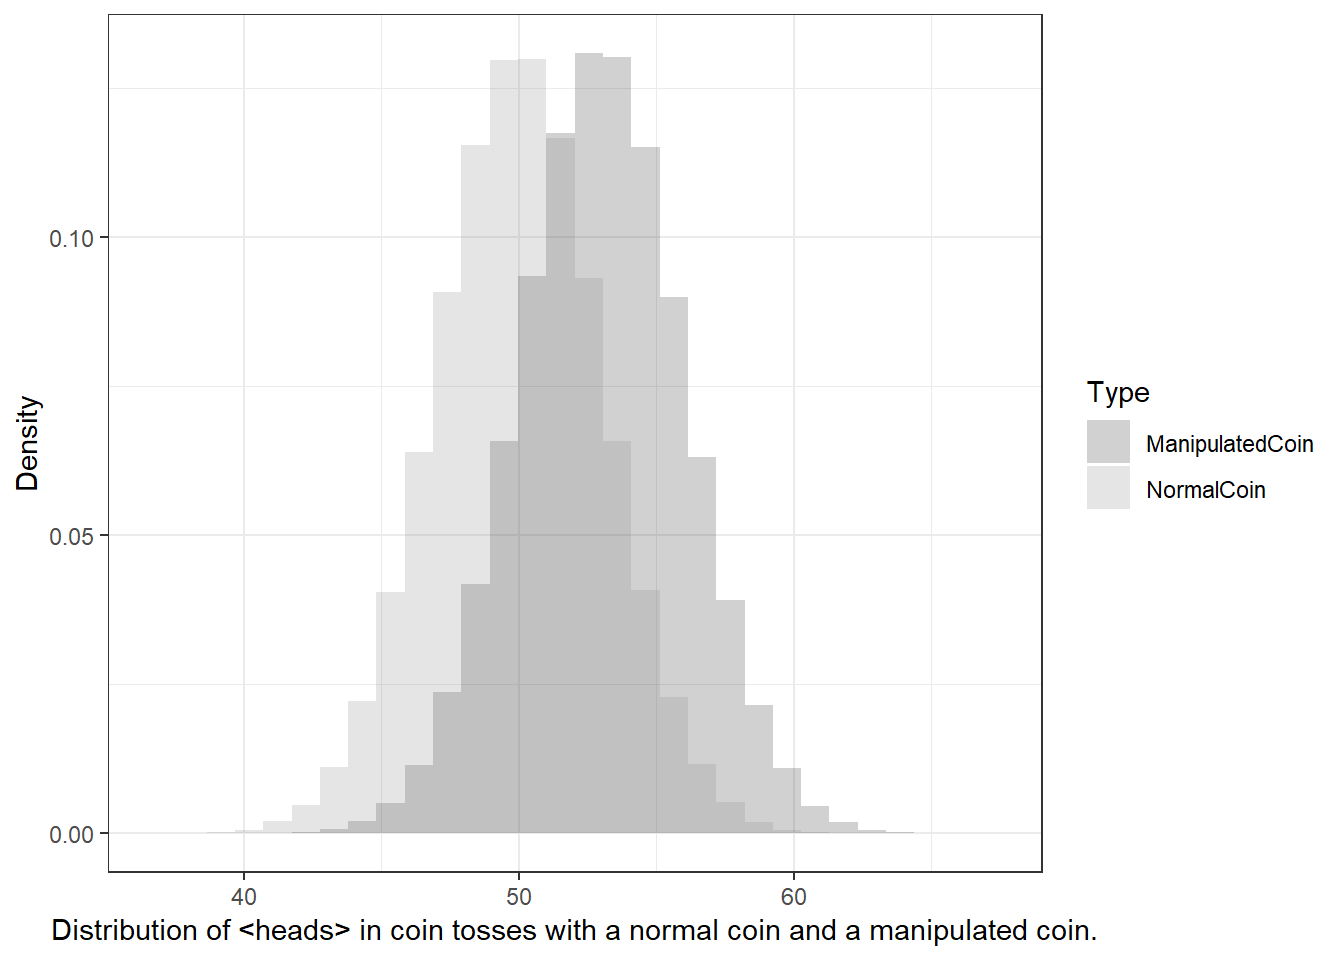 Density
0.10
0.05
0.00
40
50
60
Distribution of <heads> in coin tosses with a normal coin and a manipulated coin.
Type
ManipulatedCoin
NormalCoin